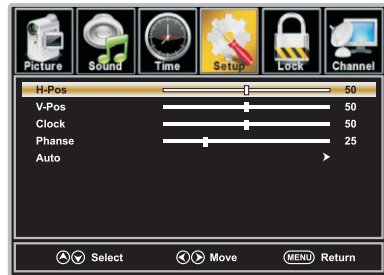 Picture Sound Time Setup Lock Channel
H-Pos 50
V-Pos 50
Clock 50
Phanse 25
Auto
Select Move MENU Return